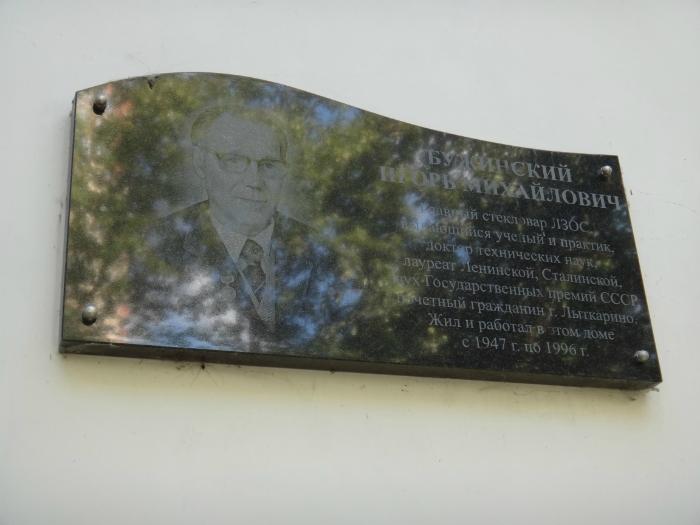 БУЖИНСКИЙ
ИГОРЬ МИХАЙЛОВИЧ
Главный стекловар ЛЗОС,
выдающийся ученый и практик,
доктор технических наук,
лауреат Ленинской, Сталинской,
двух Государственных премий СССР,
почетный гражданин г. Лыткарино.
Жил и работал в этом доме
с 1947 г. по 1996 г.